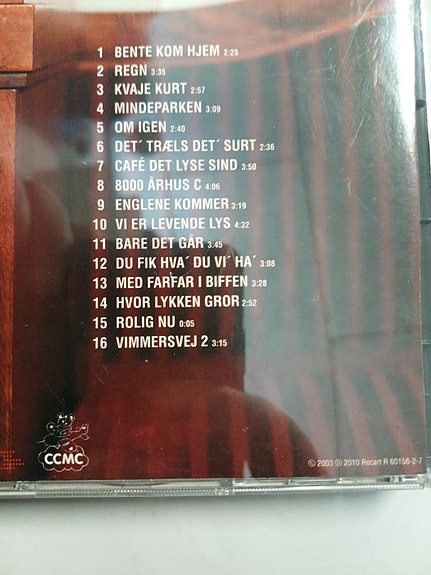 1 BENTE KOM HJEM 2:25
2 REGN 3:35
3 KVAJE KURT 2:57
4 MINDEPARKEN 3:09
5 OM IGEN 2:40
6 DET´ TRÆLS DET´ SURT 2:36
7 CAFÉ DET LYSE SIND 3:50
8 8000 ÅRHUS C 4:06
9 ENGLENE KOMMER 3:19
10 VI ER LEVENDE LYS 4:32
11 BARE DET GÅR 3:45
12 DU FIK HVA´ DU VI´ HA´ 3:08
13 MED FARFAR I BIFFEN 3:28
14 HVOR LYKKEN GROR 2:52
15 ROLIG NU 0:05
16 VIMMERSVEJ 2 3:15
CCMC
© 2003 ℗ 2010 Recart R 60156-2-7